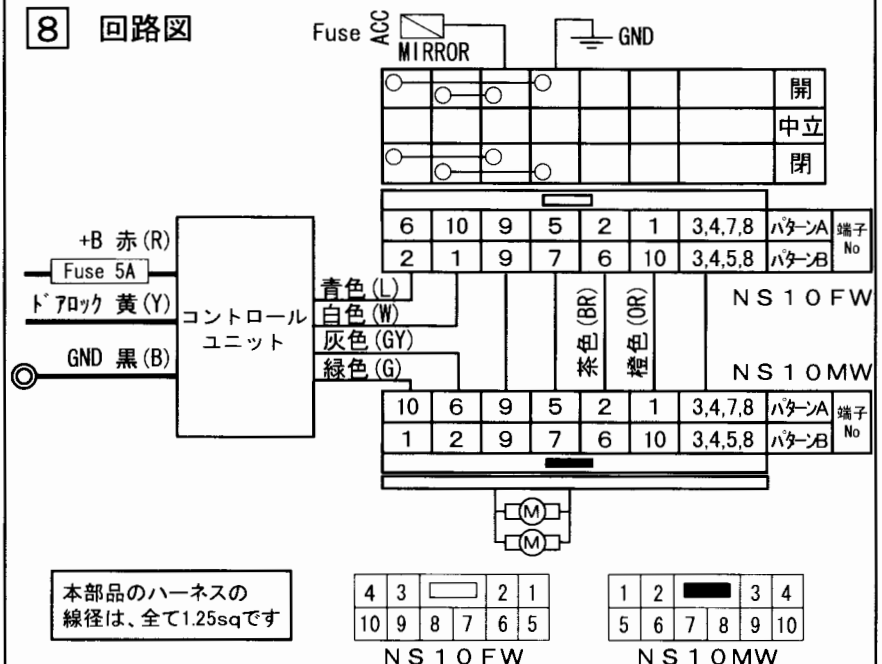 8 回路図
Fuse ACC
MIRROR
GND
開
中立
閉
6 10 9 5 2 1 3,4,7,8 パターンA 端子No
2 1 9 7 6 10 3,4,5,8 パターンB
NS10FW
+B 赤(R)
Fuse 5A
ドアロック 黄(Y)
GND 黒(B)
コントロール
ユニット
青色(L)
白色(W)
灰色(GY)
緑色(G)
茶色(BR)
橙色(OR)
NS10MW
10 6 9 5 2 1 3,4,7,8 パターンA 端子No
1 2 9 7 6 10 3,4,5,8 パターンB
M
M
本部品のハーネスの
線径は、全て1.25sqです
4 3 2 1
10 9 8 7 6 5
NS10FW
1 2 3 4
5 6 7 8 9 10
NS10MW